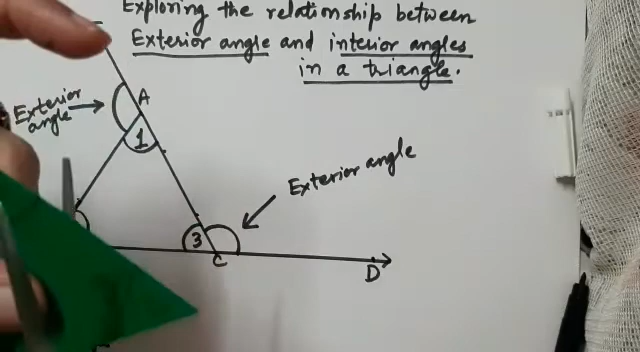 Exploring the relationship between
Exterior angle and interior angles
in a triangle.
Exterior
angle
A
1
Exterior angle
3
C
D